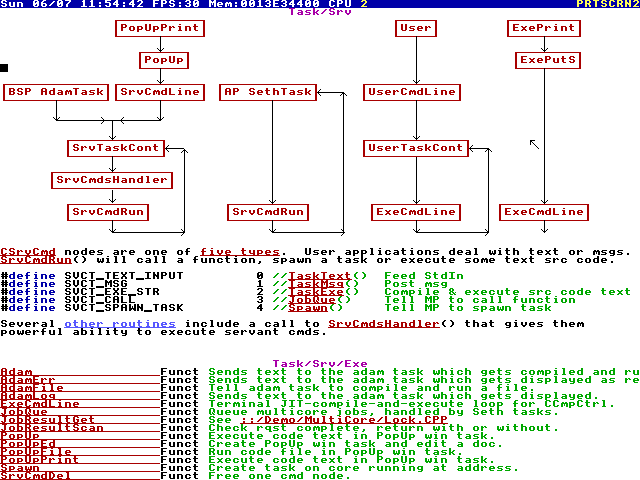 Sun 06/07 11:54:42 FPS:30 Mem:0013E34400 CPU 2 PRTSCRN2
Task/Srv
PopUpPrint User ExePrint
PopUp ExePutS
BSP AdamTask SrvCmdLine AP SethTask UserCmdLine
SrvTaskCont UserTaskCont
SrvCmdsHandler
SrvCmdRun SrvCmdRun ExeCmdLine ExeCmdLine
CSrvCmd nodes are one of five types. User applications deal with text or msgs.
SrvCmdRun() will call a function, spawn a task or execute some text src code.
#define SVCT_TEXT_INPUT 0 //TaskText() Feed StdIn
#define SVCT_MSG 1 //TaskMsg() Post msg
#define SVCT_EXE_STR 2 //TaskExe() Compile & execute src code text
#define SVCT_CALL 3 //JobQue() Tell MP to call function
#define SVCT_SPAWN_TASK 4 //Spawn() Tell MP to spawn task
Several other routines include a call to SrvCmdsHandler() that gives them
powerful ability to execute servant cmds.
Task/Srv/Exe
Adam Funct Sends text to the adam task which gets compiled and ru
AdamErr Funct Sends text to the adam task which gets displayed as re
AdamFile Funct Tell adam task to compile and run a file.
AdamLog Funct Sends text to the adam task which gets displayed.
ExeCmdLine Funct Terminal JIT-compile-and-execute loop for CCmpCtrl.
JobQue Funct Queue multicore jobs, handled by Seth tasks.
JobResultGet Funct See ::/Demo/MultiCore/Lock.CPP
JobResultScan Funct Check rest complete, return with or without.
PopUp Funct Execute code text in PopUp win task.
PopUpEd Funct Create PopUp win task and edit a doc.
PopUpFile Funct Run code file in PopUp win task.
PopUpPrint Funct Execute code text in PopUp win task.
Spawn Funct Create task on core running at address.
SrvCmdDel Funct Free one cmd node.